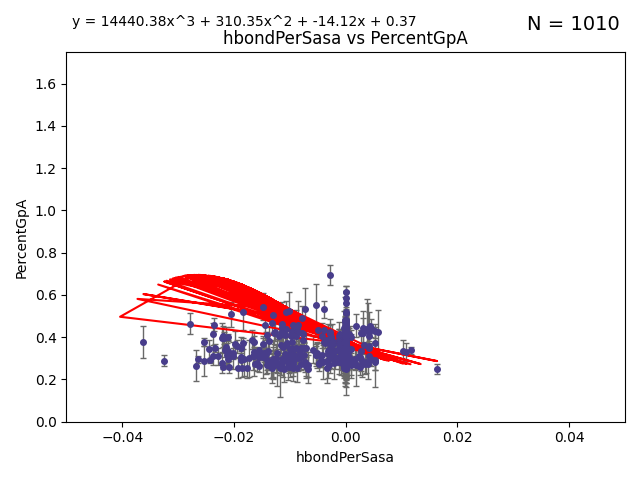 y = 14440.38x^3 + 310.35x^2 + -14.12x + 0.37
N = 1010
hbondPerSasa vs PercentGpA
1.6
1.4
1.2
1.0
0.8
0.6
0.4
0.2
0.0
PercentGpA
−0.04 −0.02 0.00 0.02 0.04
hbondPerSasa